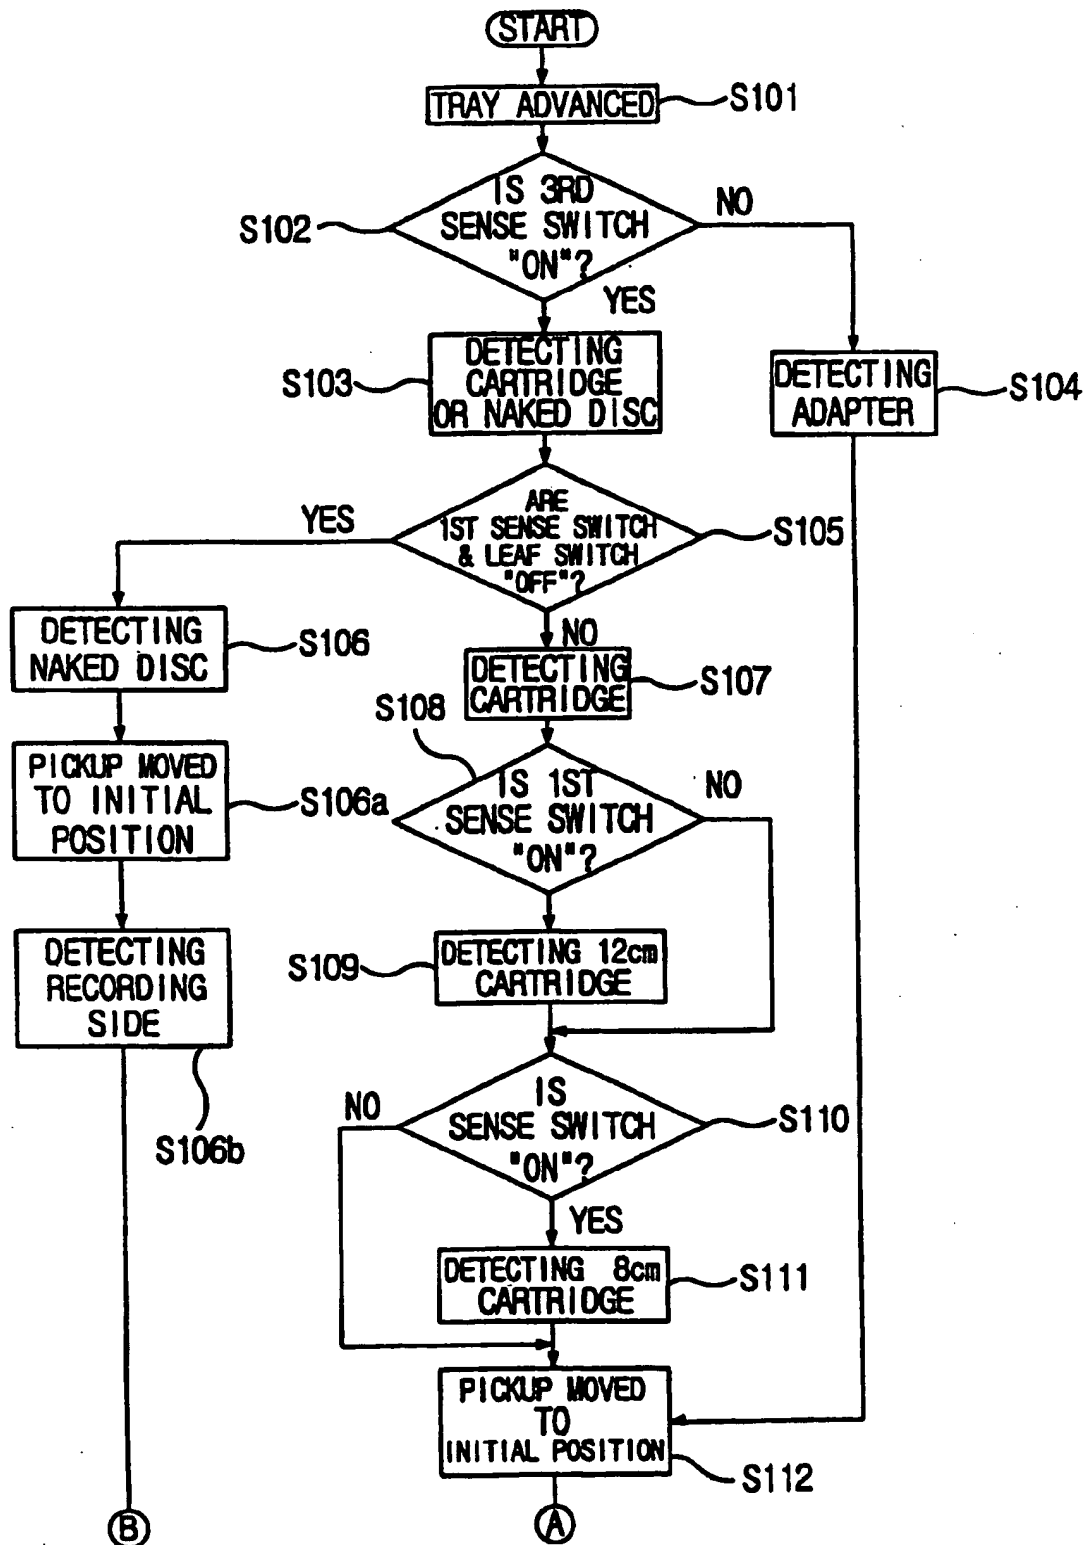 START
TRAY ADVANCED
S101
IS 3RD
SENSE SWITCH
"ON"?
S102
NO
YES
DETECTING
CARTRIDGE
OR NAKED DISC
S103
DETECTING
ADAPTER
S104
ARE
1ST SENSE SWITCH
& LEAF SWITCH
"OFF"?
S105
YES
NO
DETECTING
NAKED DISC
S106
DETECTING
CARTRIDGE
S107
PICKUP MOVED
TO INITIAL
POSITION
S106a
S108
IS 1ST
SENSE SWITCH
"ON"?
NO
DETECTING
RECORDING
SIDE
S106b
DETECTING 12cm
CARTRIDGE
S109
IS
SENSE SWITCH
"ON"?
S110
NO
YES
DETECTING 8cm
CARTRIDGE
S111
PICKUP MOVED
TO
INITIAL POSITION
S112
B
A